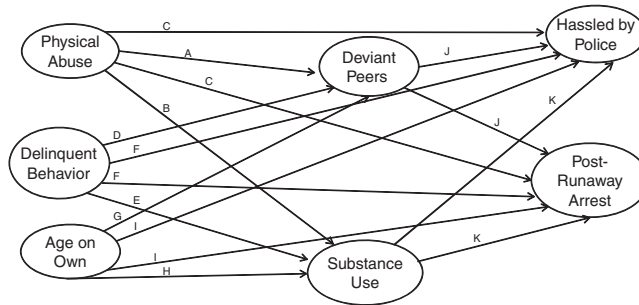 C
Hassled by
Police
Physical
Abuse
A
Deviant
Peers
J
C
B
K
D
F
J
Delinquent
Behavior
F
Post-
Runaway
Arrest
E
G
I
Age on
Own
I
K
H
Substance
Use